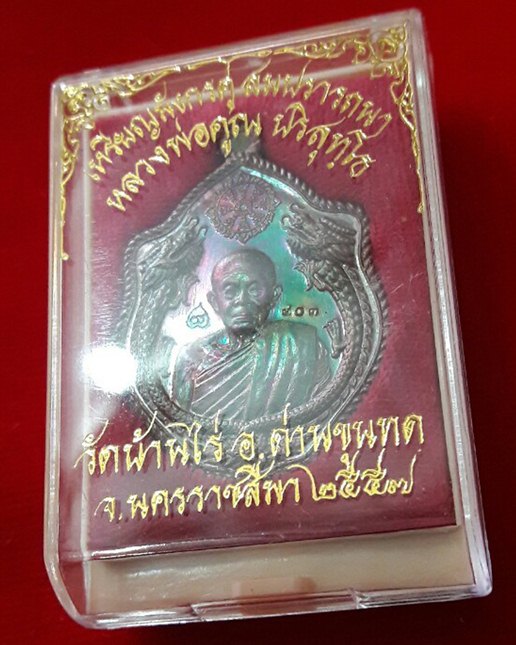 เหรียญมังกรคู่ สมปรารถนา
หลวงพ่อคูณ ปริสุทฺโธ
๔๐๓
วัดบ้านไร่ อ.ด่านขุนทด
จ.นครราชสีมา ๒๕๕๗